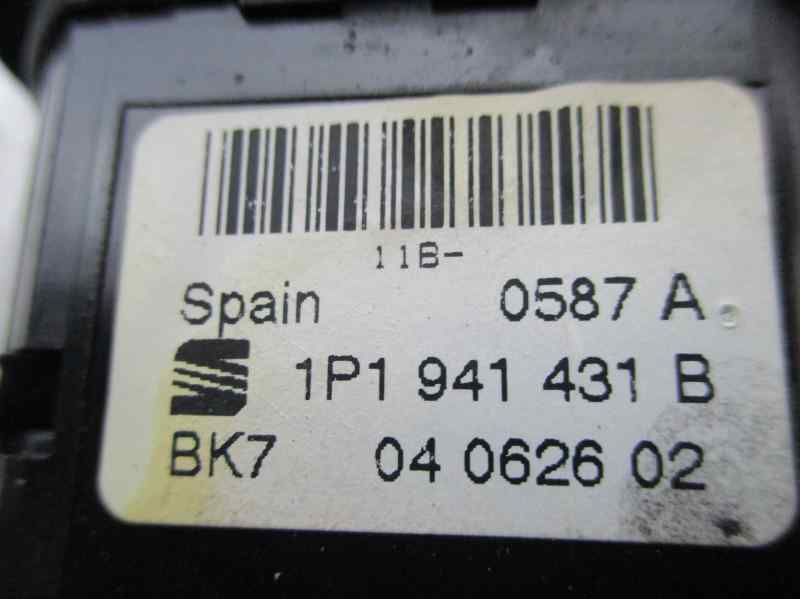 11B-
Spain 0587 A
1P1 941 431 B
BK7 04 0626 02